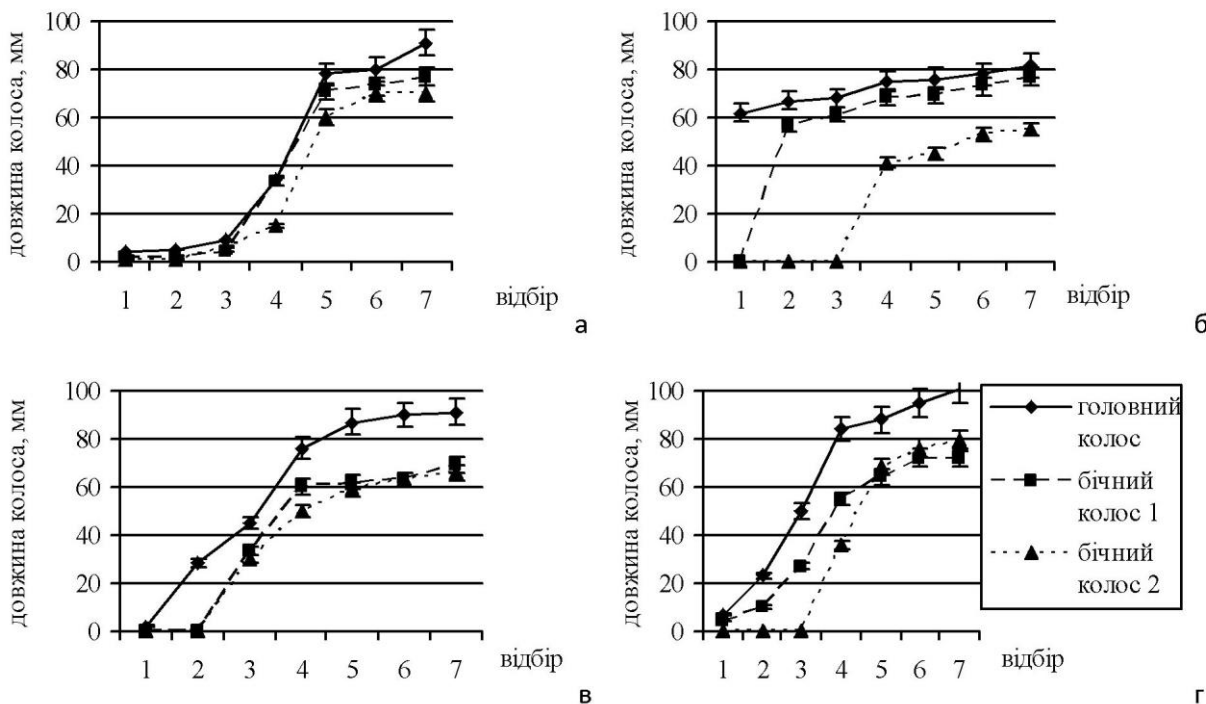 довжина колоса, мм
100
80
60
40
20
0
1 2 3 4 5 6 7 відбір
а
довжина колоса, мм
100
80
60
40
20
0
1 2 3 4 5 6 7 відбір
б
довжина колоса, мм
100
80
60
40
20
0
1 2 3 4 5 6 7 відбір
в
довжина колоса, мм
100
80
60
40
20
0
1 2 3 4 5 6 7 відбір
г
головний
колос
бічний
колос 1
бічний
колос 2